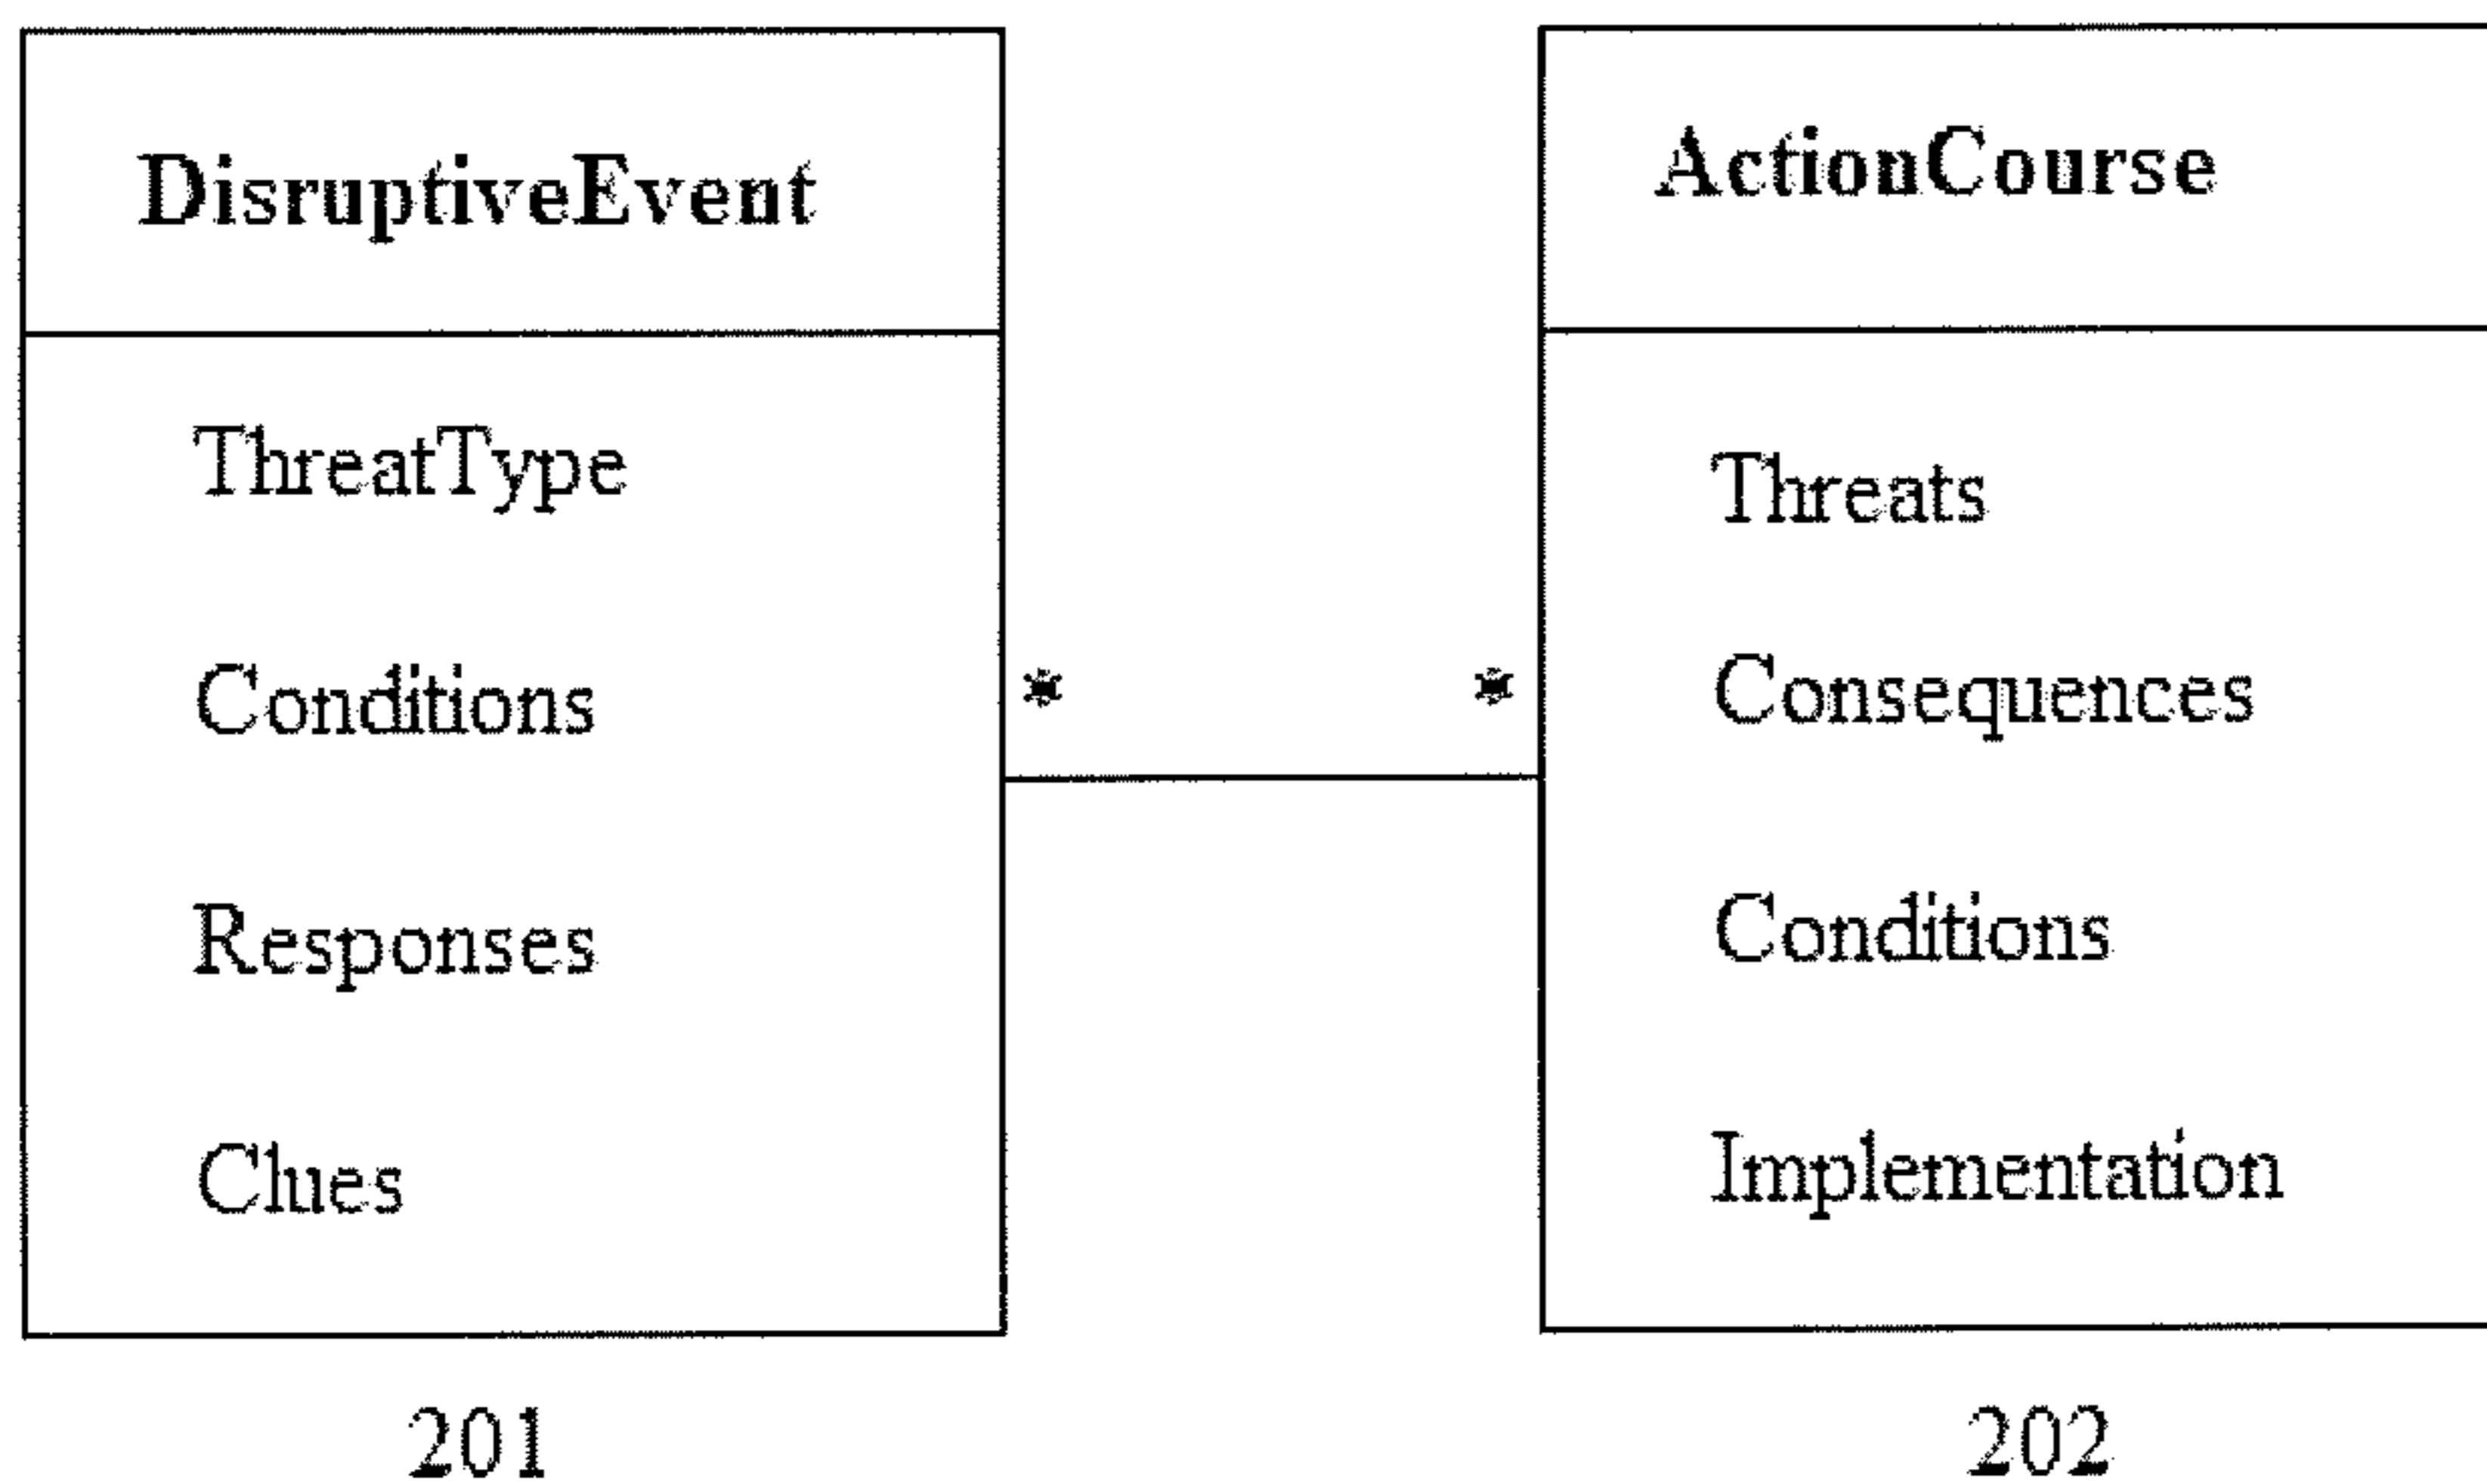 DisruptiveEvent
ThreatType
Conditions
Responses
Clues
201
*
*
ActionCourse
Threats
Consequences
Conditions
Implementation
202